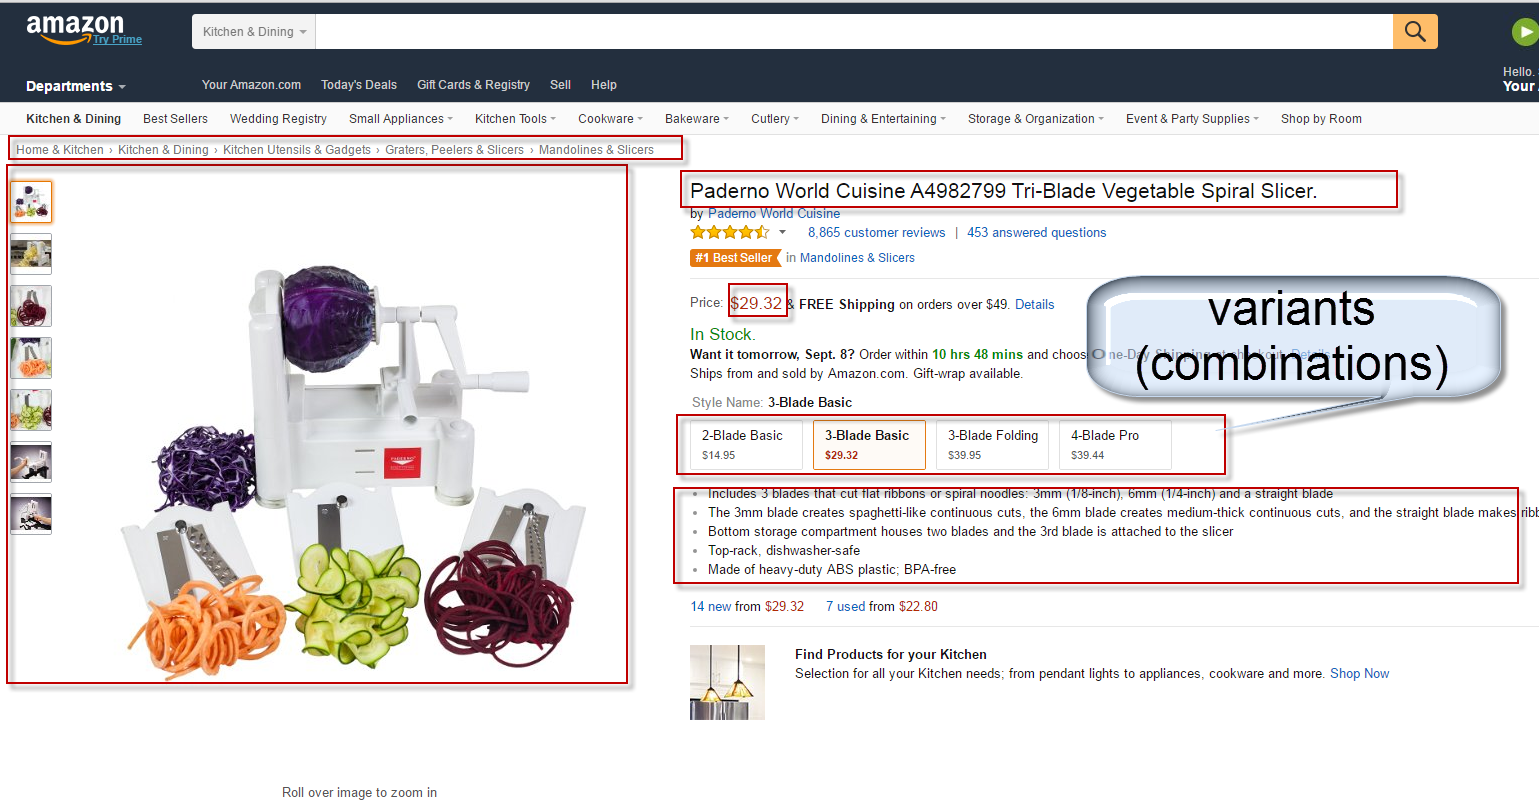 amazon
Try Prime
Kitchen & Dining
Hello.
Departments
Your Amazon.com Today's Deals Gift Cards & Registry Sell Help
Your
Kitchen & Dining Best Sellers Wedding Registry Small Appliances Kitchen Tools Cookware Bakeware Cutlery Dining & Entertaining Storage & Organization Event & Party Supplies Shop by Room
Home & Kitchen › Kitchen & Dining › Kitchen Utensils & Gadgets › Graters, Peelers & Slicers › Mandolines & Slicers
Paderno World Cuisine A4982799 Tri-Blade Vegetable Spiral Slicer.
by Paderno World Cuisine
8,865 customer reviews | 453 answered questions
#1 Best Seller in Mandolines & Slicers
Price: $29.32 & FREE Shipping on orders over $49. Details
variants
(combinations)
In Stock.
Want it tomorrow, Sept. 8? Order within 10 hrs 48 mins and choose One-Day Shipping at checkout. Details
Ships from and sold by Amazon.com. Gift-wrap available.
Style Name: 3-Blade Basic
2-Blade Basic 3-Blade Basic 3-Blade Folding 4-Blade Pro
$14.95 $29.32 $39.95 $39.44
PADERNO
Includes 3 blades that cut flat ribbons or spiral noodles: 3mm (1/8-inch), 6mm (1/4-inch) and a straight blade
The 3mm blade creates spaghetti-like continuous cuts, the 6mm blade creates medium-thick continuous cuts, and the straight blade makes ribb
Bottom storage compartment houses two blades and the 3rd blade is attached to the slicer
Top-rack, dishwasher-safe
Made of heavy-duty ABS plastic; BPA-free
14 new from $29.32 7 used from $22.80
Find Products for your Kitchen
Selection for all your Kitchen needs; from pendant lights to appliances, cookware and more. Shop Now
Roll over image to zoom in